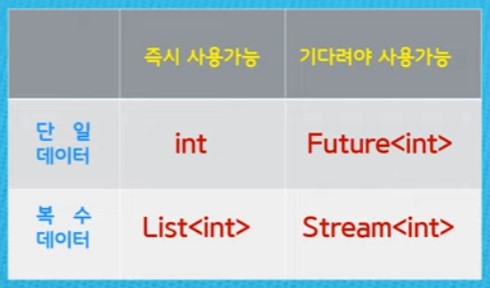 즉시 사용가능 기다려야 사용가능
단 일
데이터
int Future<int>
복 수
데이터
List<int> Stream<int>